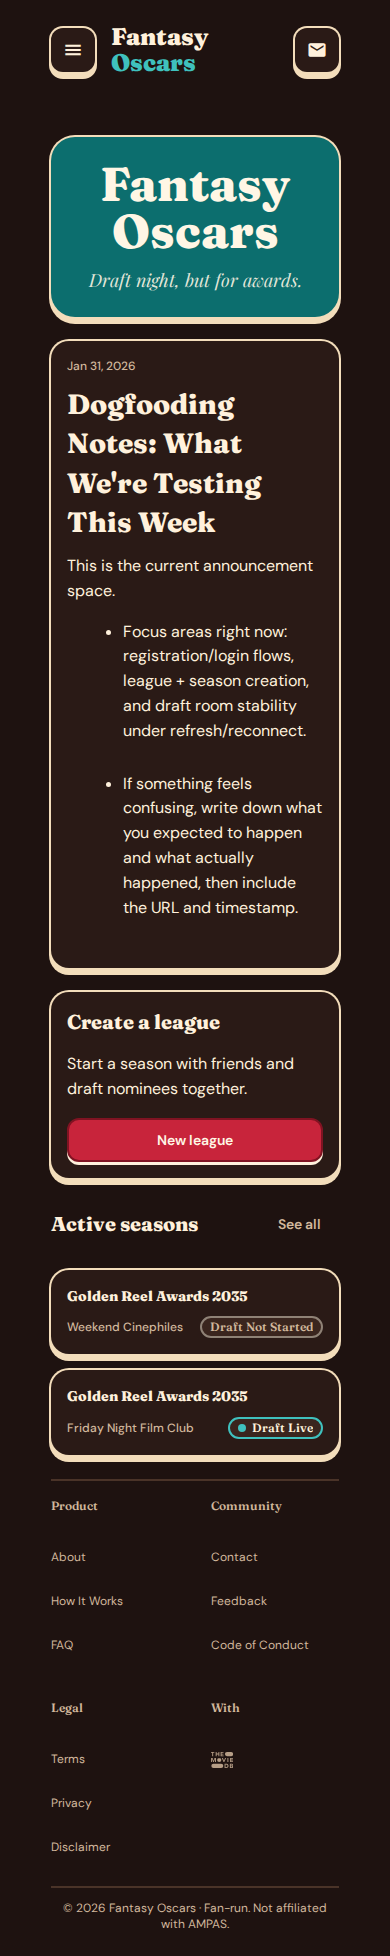 Fantasy
Oscars
Fantasy
Oscars
Draft night, but for awards.
Jan 31, 2026
Dogfooding
Notes: What
We're Testing
This Week
This is the current announcement
space.
• Focus areas right now:
registration/login flows,
league + season creation,
and draft room stability
under refresh/reconnect.
• If something feels
confusing, write down what
you expected to happen
and what actually
happened, then include
the URL and timestamp.
Create a league
Start a season with friends and
draft nominees together.
New league
Active seasons
See all
Golden Reel Awards 2035
Weekend Cinephiles
Draft Not Started
Golden Reel Awards 2035
Friday Night Film Club
Draft Live
Product
About
How It Works
FAQ
Community
Contact
Feedback
Code of Conduct
Legal
Terms
Privacy
Disclaimer
With
THE
MOVIE
DB
© 2026 Fantasy Oscars · Fan-run. Not affiliated
with AMPAS.